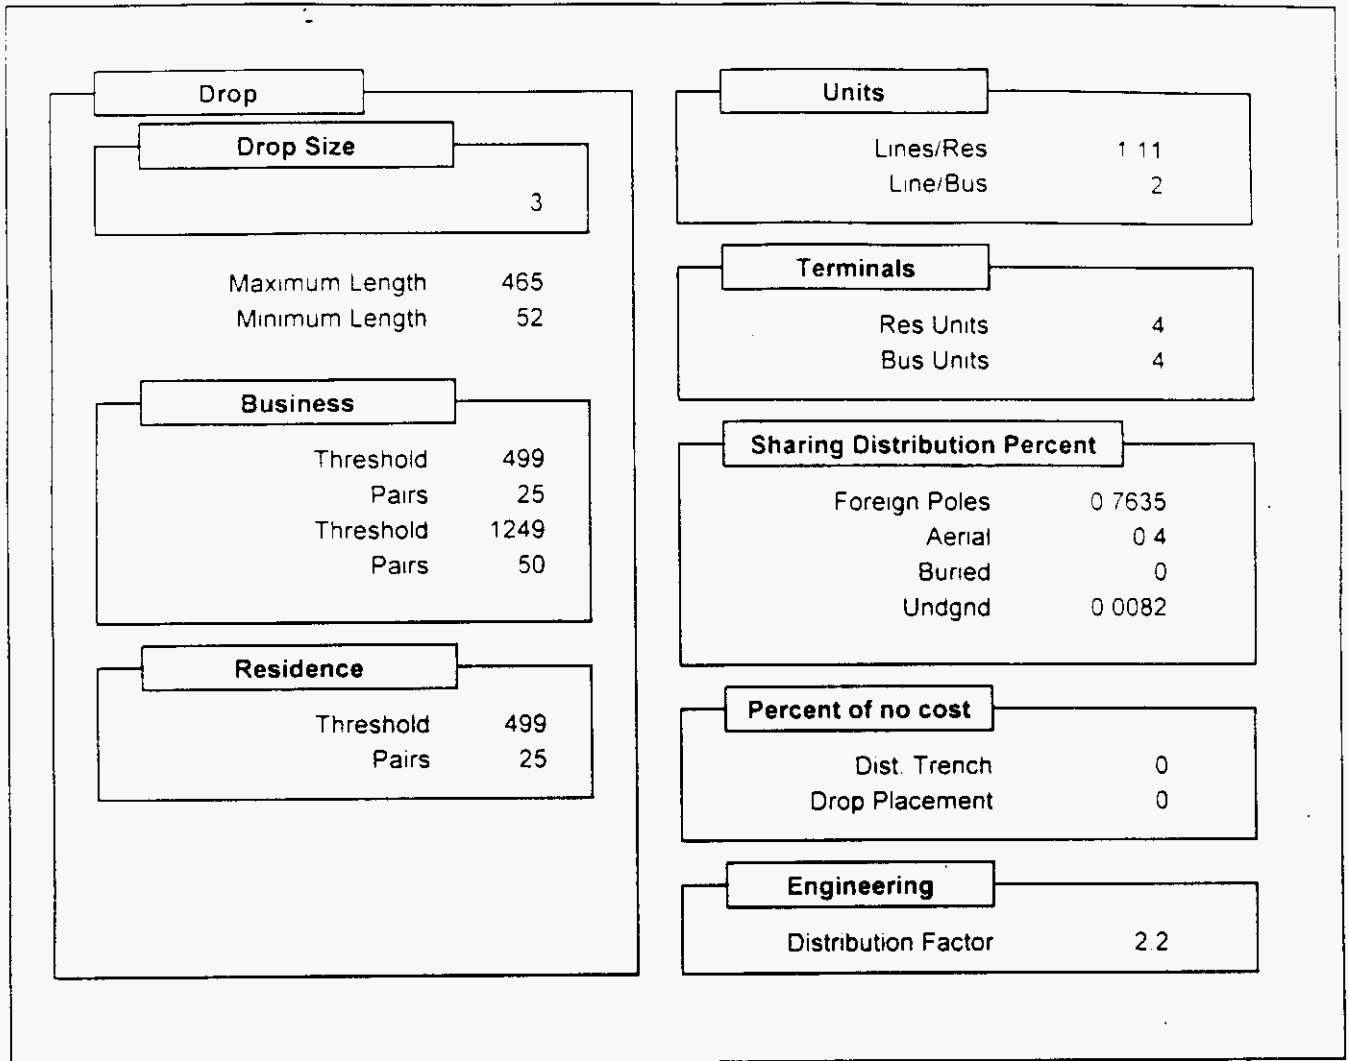 Drop
Drop Size
3
Maximum Length 465
Minimum Length 52
Business
Threshold 499
Pairs 25
Threshold 1249
Pairs 50
Residence
Threshold 499
Pairs 25
Units
Lines/Res 1 11
Line/Bus 2
Terminals
Res Units 4
Bus Units 4
Sharing Distribution Percent
Foreign Poles 0 7635
Aerial 0 4
Buried 0
Undgnd 0 0082
Percent of no cost
Dist. Trench 0
Drop Placement 0
Engineering
Distribution Factor 2.2